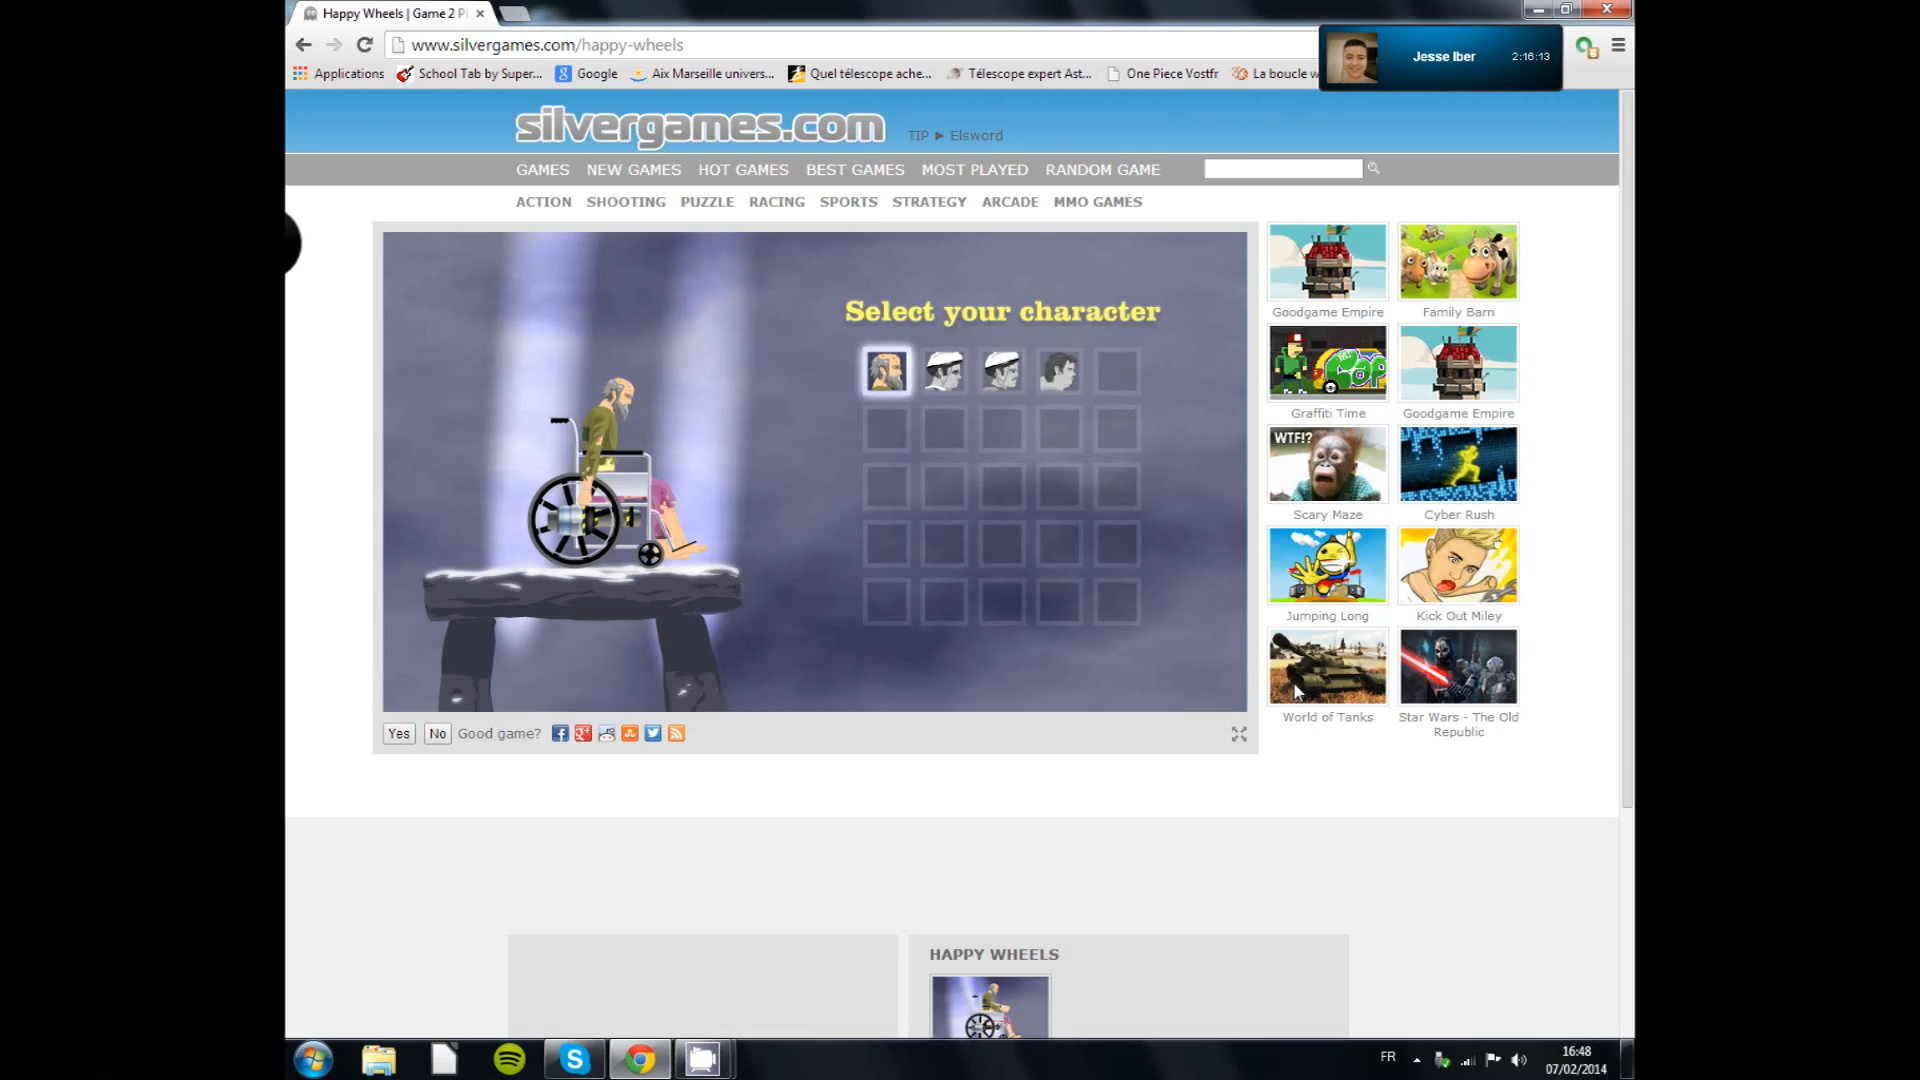 Happy Wheels | Game 2 P
www.silvergames.com/happy-wheels
Jesse Iber 2:16:13
Applications School Tab by Super... Google Aix Marseille univers... Quel télescope ache... Télescope expert Ast... One Piece Vostfr La boucle w
silvergames.com TIP ► Elsword
GAMES NEW GAMES HOT GAMES BEST GAMES MOST PLAYED RANDOM GAME
ACTION SHOOTING PUZZLE RACING SPORTS STRATEGY ARCADE MMO GAMES
Select your character
Goodgame Empire Family Barn
Graffiti Time Goodgame Empire
WTF!?
Scary Maze Cyber Rush
Jumping Long Kick Out Miley
World of Tanks Star Wars - The Old
Republic
Yes No Good game?
HAPPY WHEELS
FR 16:48
07/02/2014